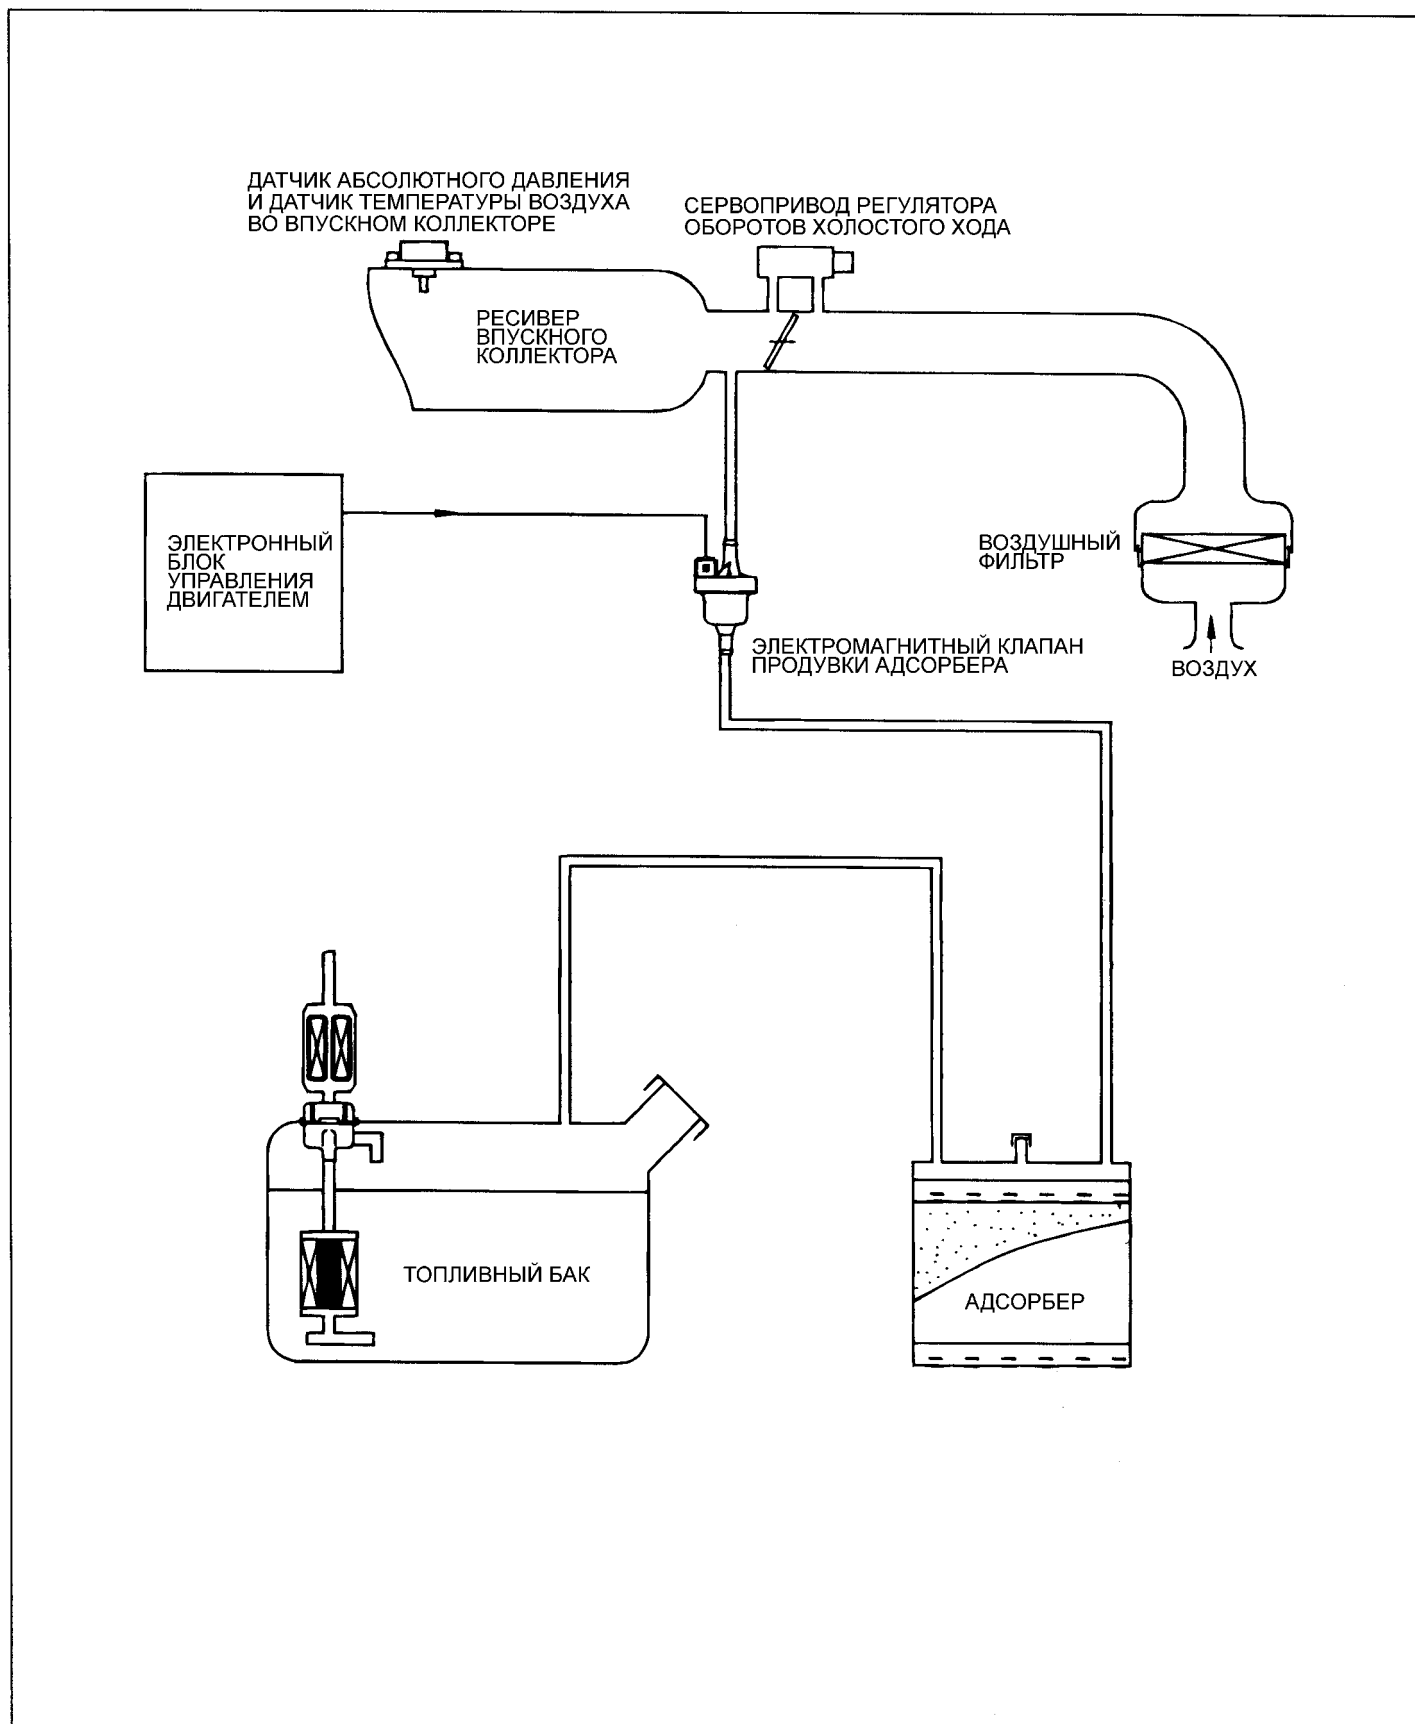 ДАТЧИК АБСОЛЮТНОГО ДАВЛЕНИЯ
И ДАТЧИК ТЕМПЕРАТУРЫ ВОЗДУХА
ВО ВПУСКНОМ КОЛЛЕКТОРЕ
СЕРВОПРИВОД РЕГУЛЯТОРА
ОБОРОТОВ ХОЛОСТОГО ХОДА
РЕСИВЕР
ВПУСКНОГО
КОЛЛЕКТОРА
ЭЛЕКТРОННЫЙ
БЛОК
УПРАВЛЕНИЯ
ДВИГАТЕЛЕМ
ВОЗДУШНЫЙ
ФИЛЬТР
ЭЛЕКТРОМАГНИТНЫЙ КЛАПАН
ПРОДУВКИ АДСОРБЕРА
ВОЗДУХ
ТОПЛИВНЫЙ БАК
АДСОРБЕР